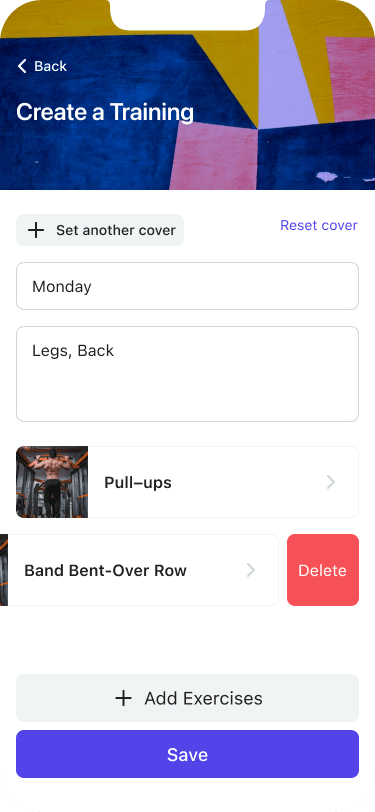 Back
Create a Training
Set another cover
Reset cover
Monday
Legs, Back
Pull–ups
Band Bent-Over Row
Delete
Add Exercises
Save